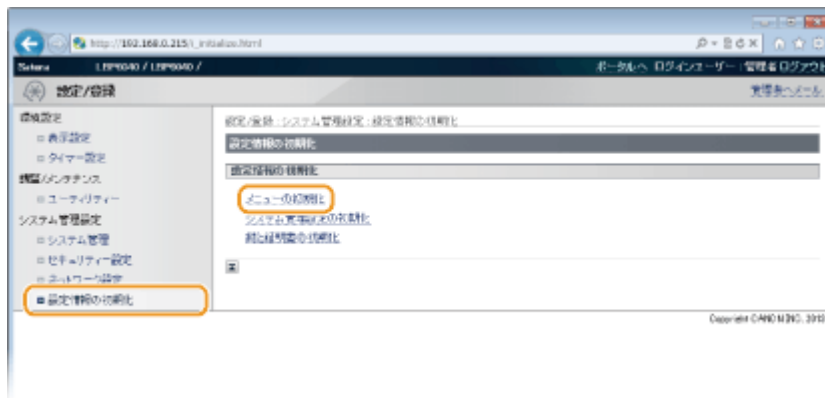 http://192.168.0.215/i_initialize.html
Satera LBP6040 / LBP6040 /
ポータルへ ログインユーザー: 管理者 ログアウト
設定/登録
管理者へメール
環境設定
表示設定
タイマー設定
調整/メンテナンス
ユーティリティー
システム管理設定
システム管理
セキュリティー設定
ネットワーク設定
設定情報の初期化
設定/登録 : システム管理設定 : 設定情報の初期化
設定情報の初期化
設定情報の初期化
メニューの初期化
システム管理設定の初期化
鍵と証明書の初期化
Copyright CANON INC. 2013